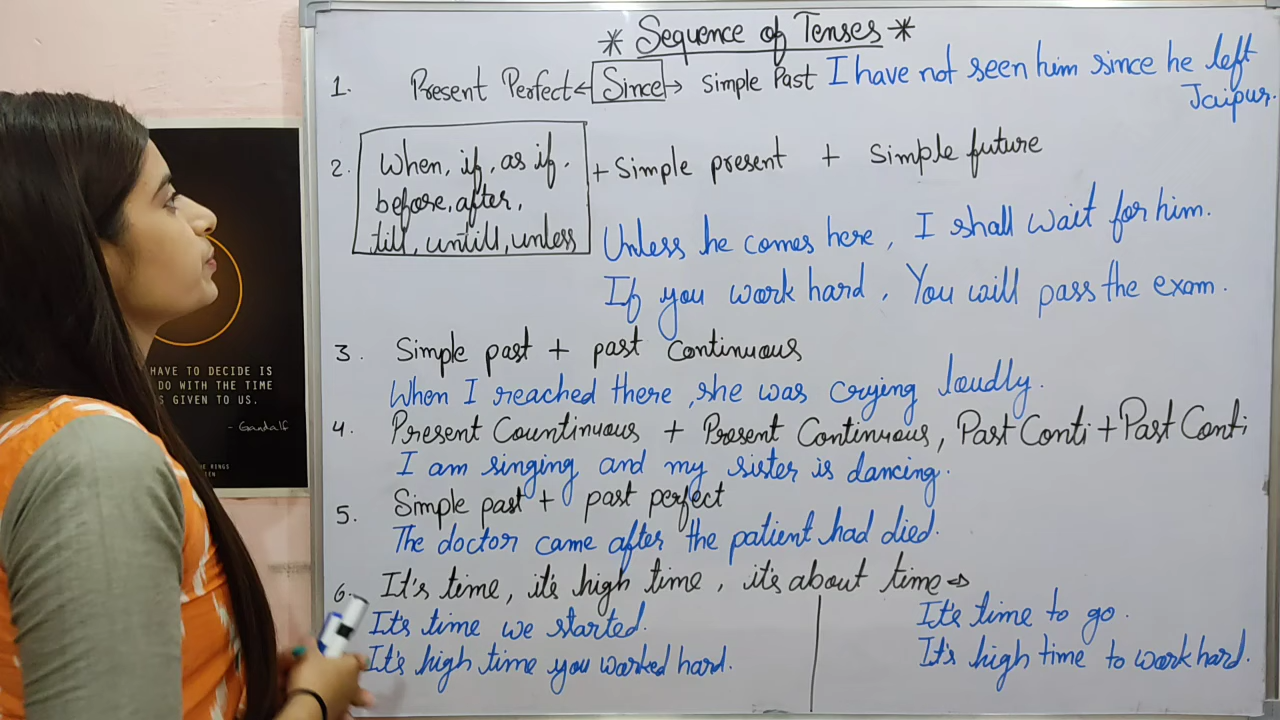 * Sequence of Tenses *
1. Present Perfect ← Since → Simple Past I have not seen him since he left Jaipur.
2. When, if, as if, before, after, till, untill, unless + Simple present + Simple future
Unless he comes here, I shall wait for him.
If you work hard, You will pass the exam.
3. Simple past + past Continuous
When I reached there, she was crying loudly.
4. Present Countinuous + Present Continuous, Past Conti + Past Conti
I am singing and my sister is dancing.
5. Simple past + past perfect
The doctor came after the patient had died.
6. It's time, it's high time, it's about time ⇒
It's time we started.
It's high time you worked hard.
It's time to go.
It's high time to work hard.
HAVE TO DECIDE IS
DO WITH THE TIME
S GIVEN TO US.
- Gandalf
HE RINGS